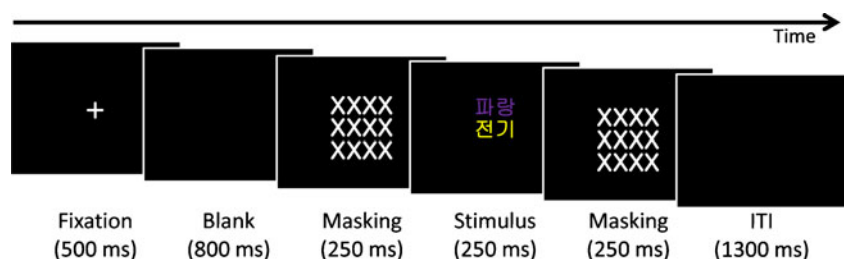 Time
+
XXXX
XXXX
XXXX
파랑
전기
XXXX
XXXX
XXXX
Fixation
(500 ms)
Blank
(800 ms)
Masking
(250 ms)
Stimulus
(250 ms)
Masking
(250 ms)
ITI
(1300 ms)